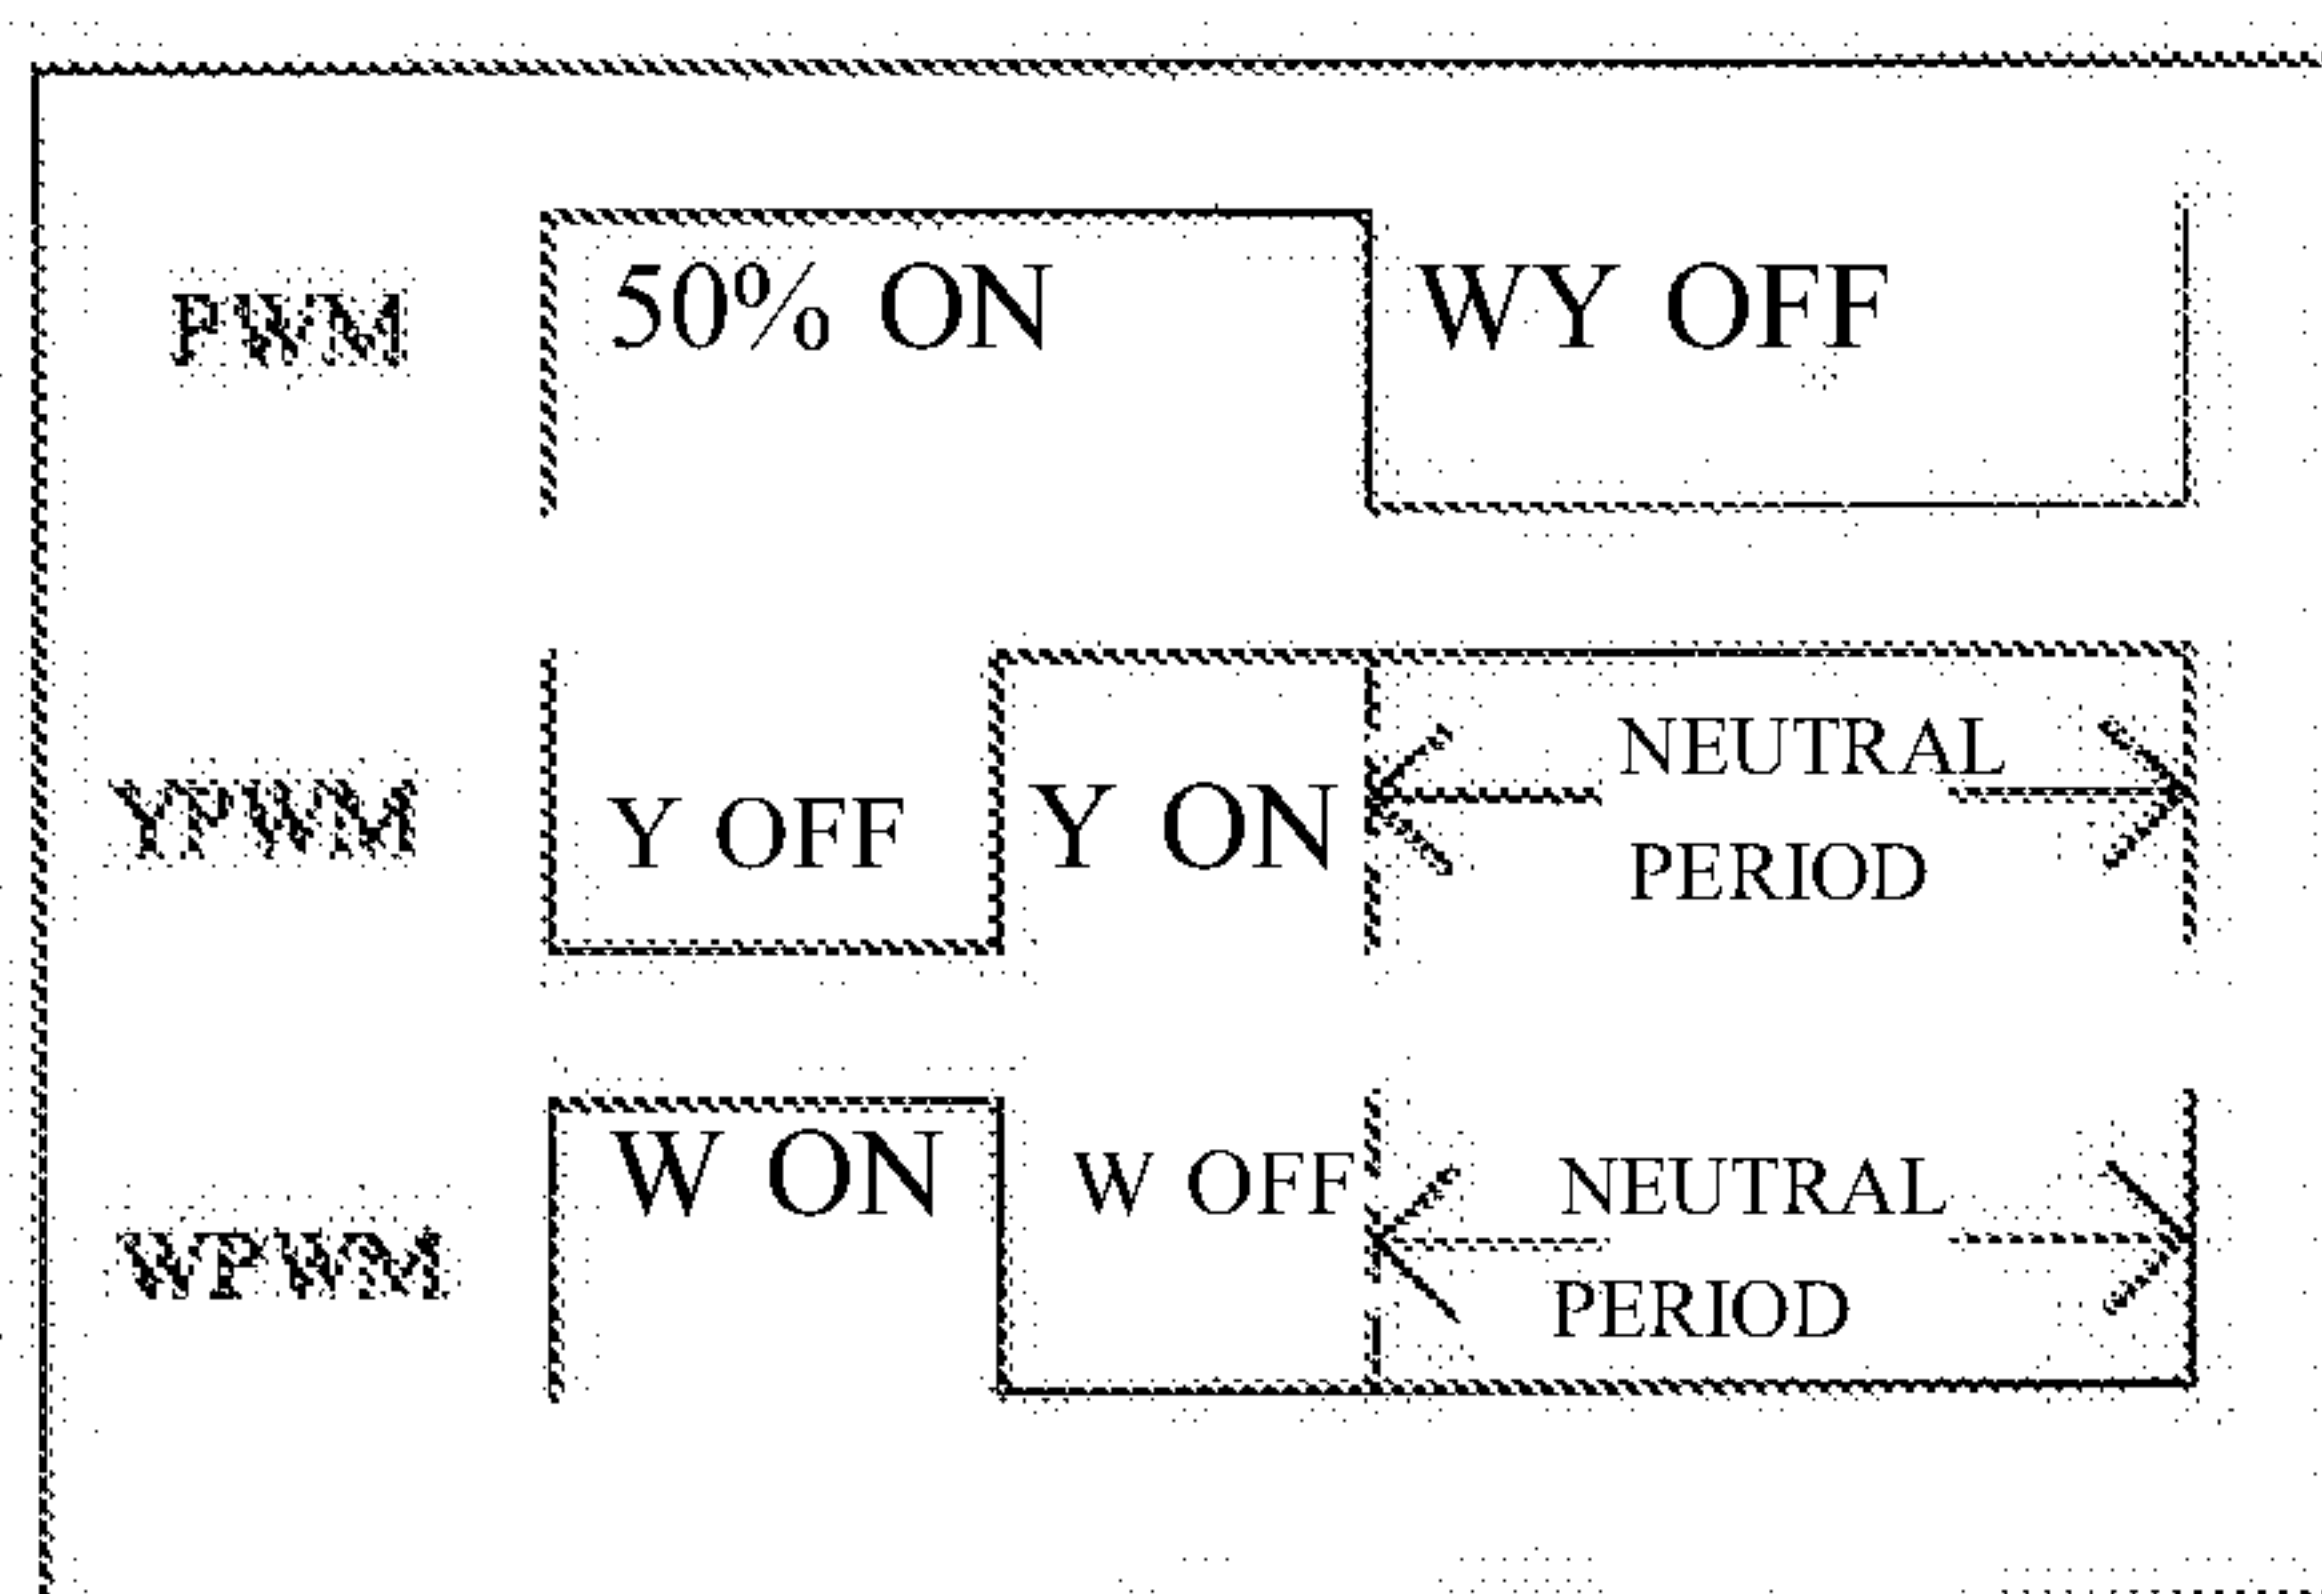 PWM 50% ON WY OFF
YPWM Y OFF Y ON NEUTRAL
PERIOD
WPWM W ON W OFF NEUTRAL
PERIOD